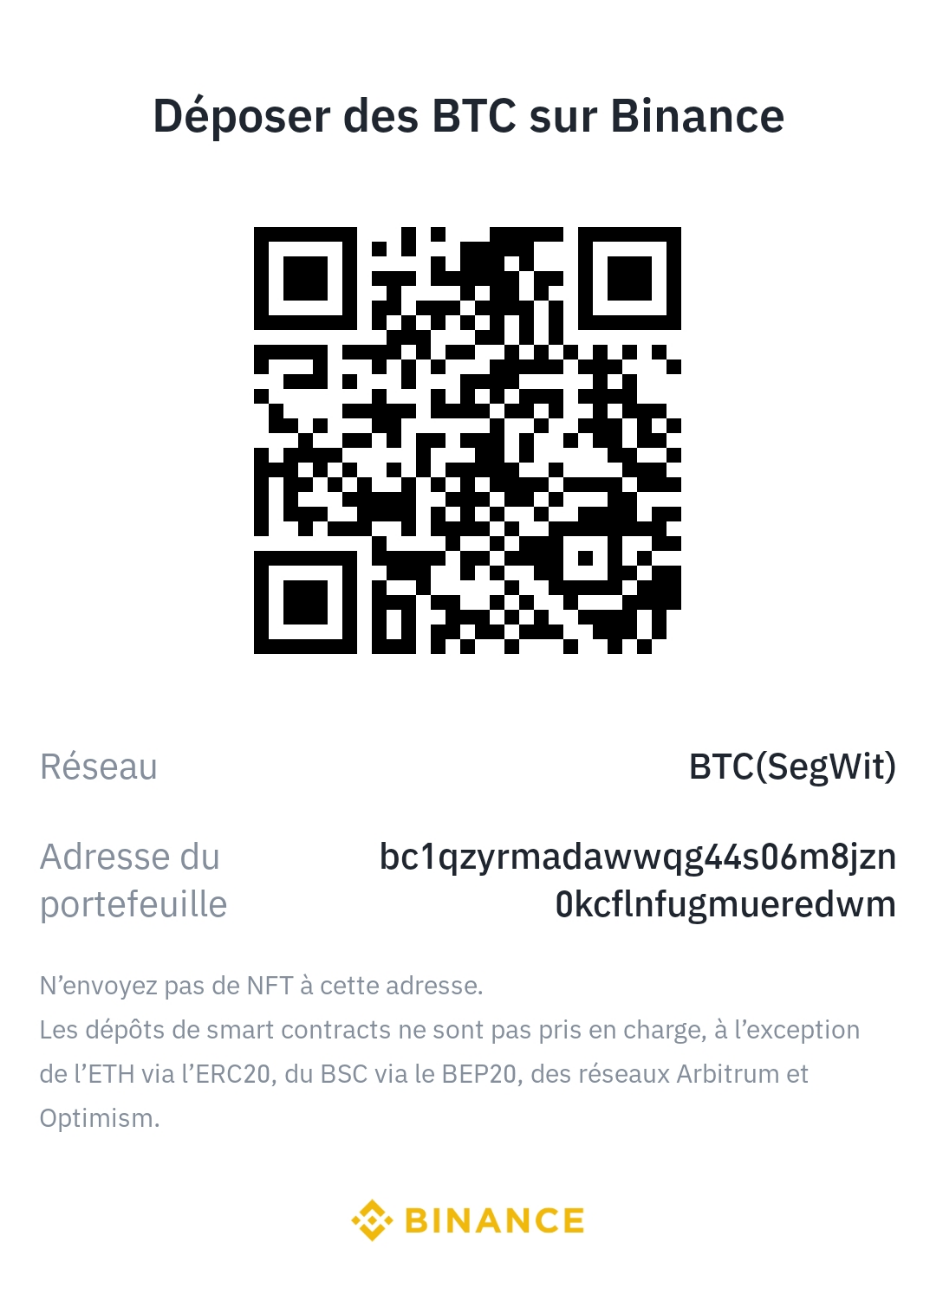 Déposer des BTC sur Binance
Réseau
BTC(SegWit)
Adresse du
portefeuille
bc1qzyrmadawwqg44s06m8jzn
0kcflnfugmueredwm
N’envoyez pas de NFT à cette adresse.
Les dépôts de smart contracts ne sont pas pris en charge, à l’exception
de l’ETH via l’ERC20, du BSC via le BEP20, des réseaux Arbitrum et
Optimism.
BINANCE